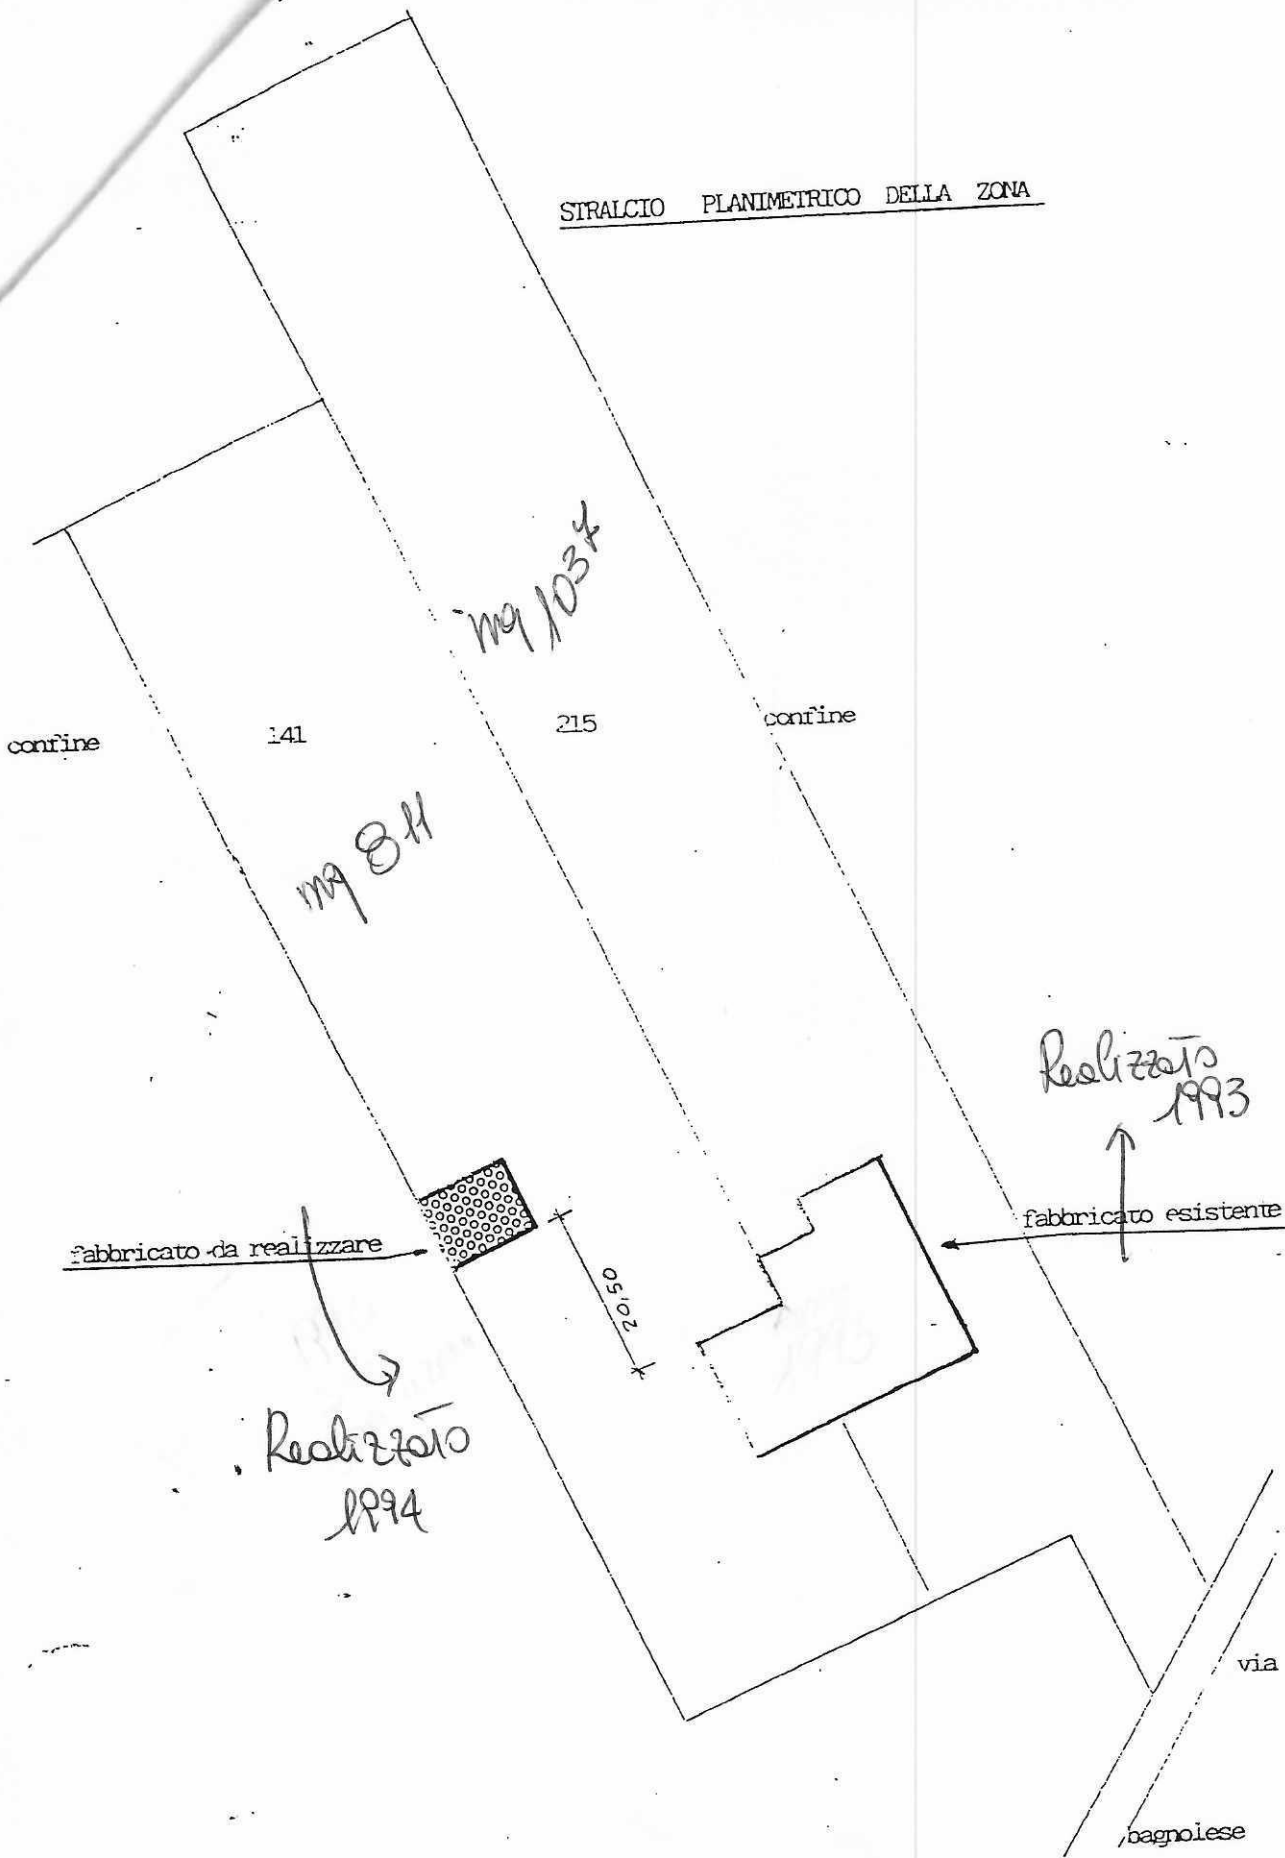 STRALCIO PLANIMETRICO DELLA ZONA
mq 1037
confine
141
215
confine
mq 811
Realizzato
1993
fabbricato da realizzare
fabbricato esistente
20,50
Realizzato
1994
via
bagnolese